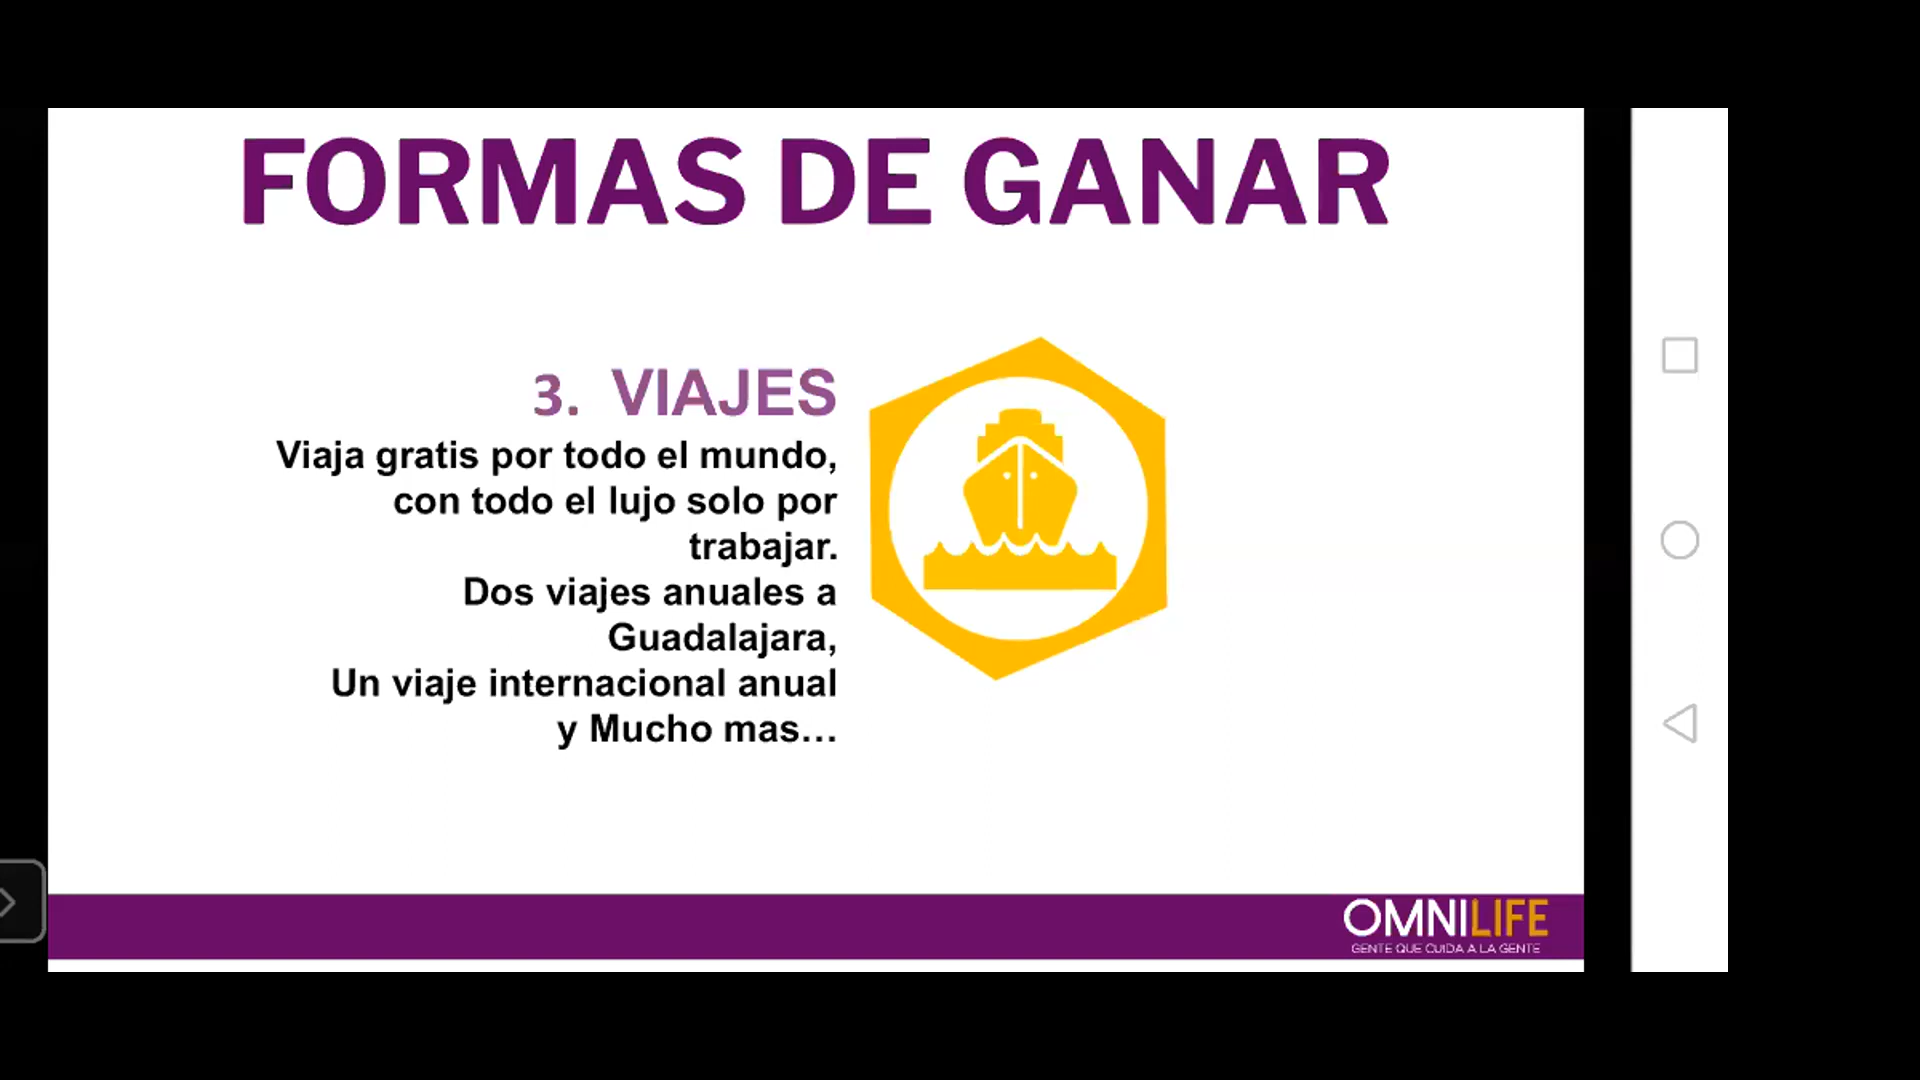 FORMAS DE GANAR
3. VIAJES
Viaja gratis por todo el mundo,
con todo el lujo solo por
trabajar.
Dos viajes anuales a
Guadalajara,
Un viaje internacional anual
y Mucho mas...
OMNILIFE
GENTE QUE CUIDA A LA GENTE